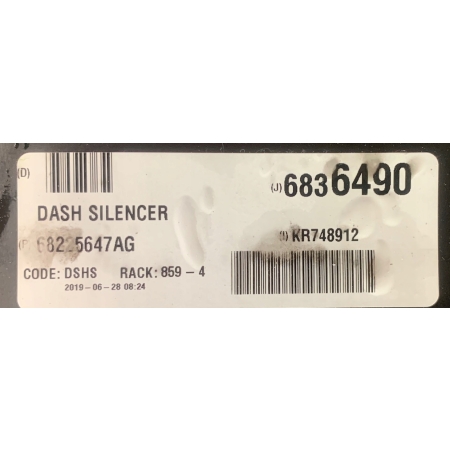 (D)
(J) 6836490
DASH SILENCER
(I) KR748912
(P) 68225647AG
CODE: DSHS RACK: 859-4
2019-06-28 08:24